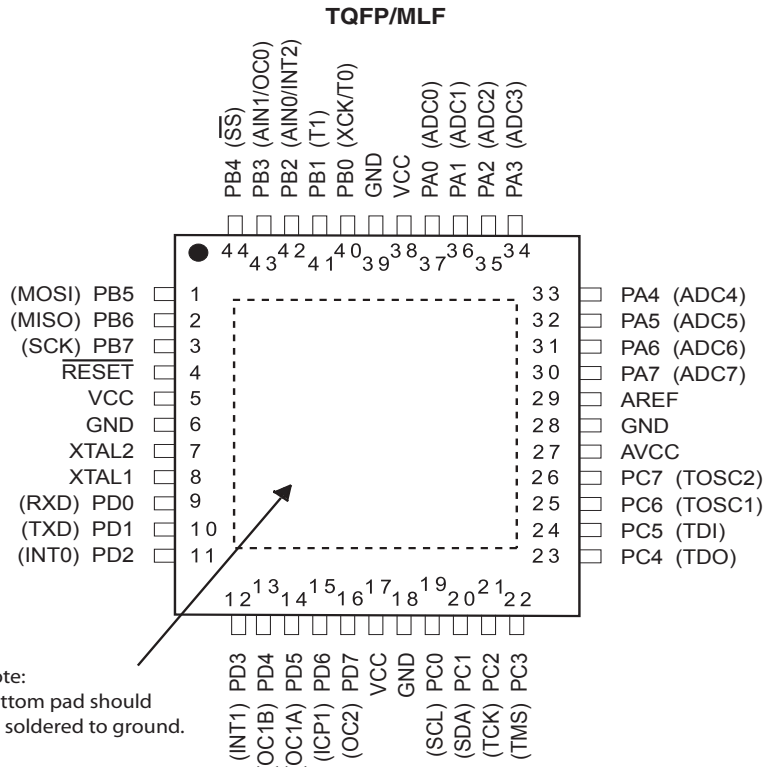 TQFP/MLF
PB4 (SS)
PB3 (AIN1/OC0)
PB2 (AIN0/INT2)
PB1 (T1)
PB0 (XCK/T0)
GND
VCC
PA0 (ADC0)
PA1 (ADC1)
PA2 (ADC2)
PA3 (ADC3)
44 43 42 41 40 39 38 37 36 35 34
(MOSI) PB5 1
(MISO) PB6 2
(SCK) PB7 3
RESET 4
VCC 5
GND 6
XTAL2 7
XTAL1 8
(RXD) PD0 9
(TXD) PD1 10
(INT0) PD2 11
33 PA4 (ADC4)
32 PA5 (ADC5)
31 PA6 (ADC6)
30 PA7 (ADC7)
29 AREF
28 GND
27 AVCC
26 PC7 (TOSC2)
25 PC6 (TOSC1)
24 PC5 (TDI)
23 PC4 (TDO)
12 13 14 15 16 17 18 19 20 21 22
(INT1) PD3
(OC1B) PD4
(OC1A) PD5
(ICP1) PD6
(OC2) PD7
VCC
GND
(SCL) PC0
(SDA) PC1
(TCK) PC2
(TMS) PC3
pad should
soldered to ground.